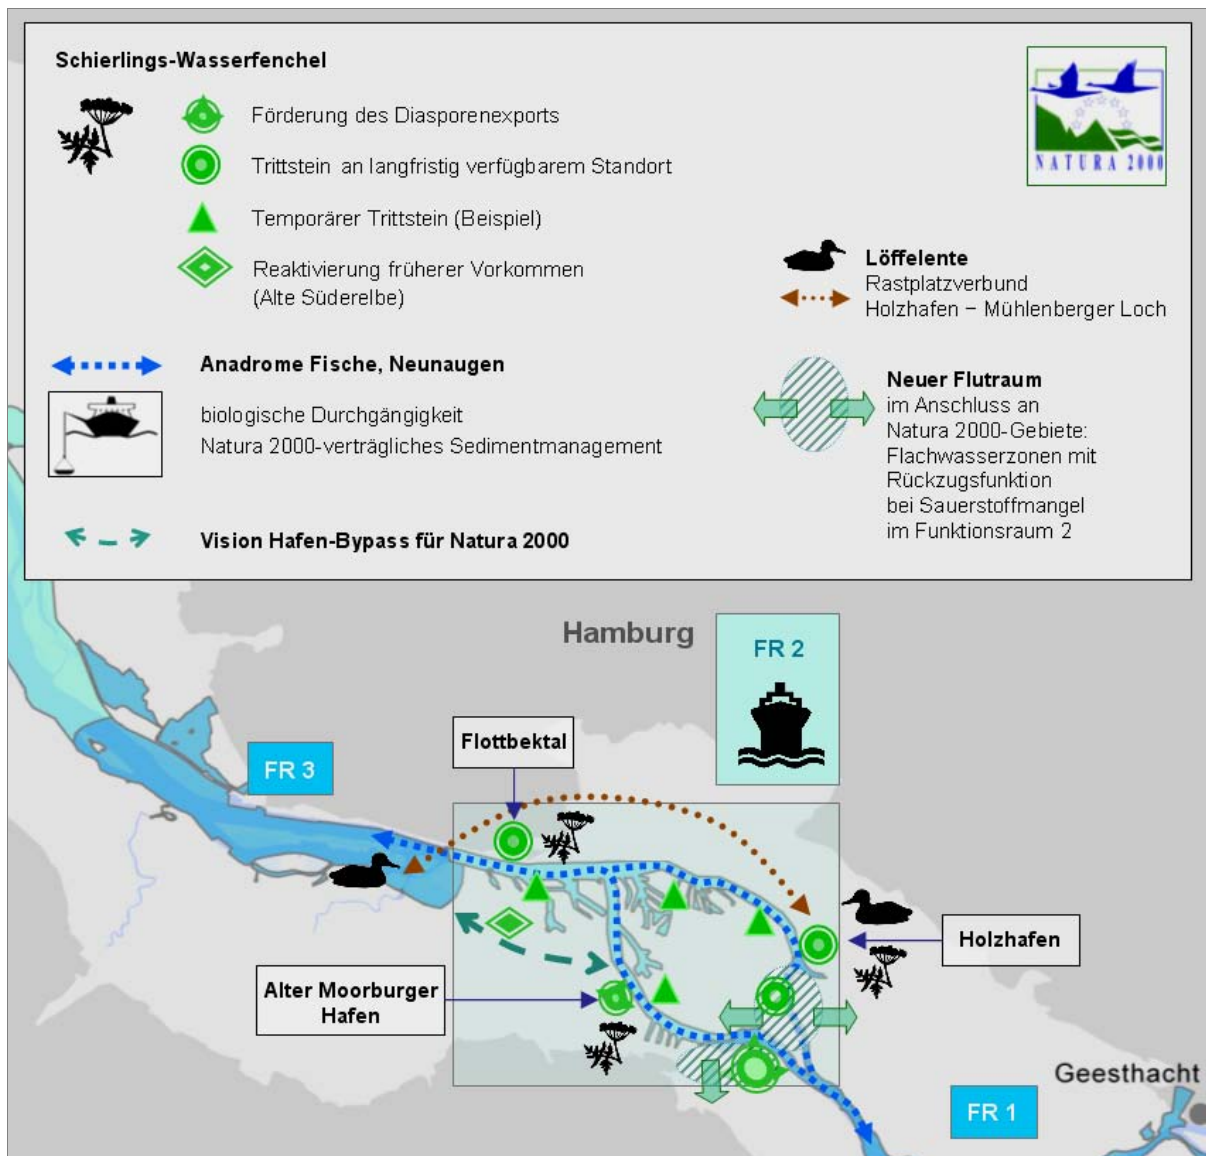 Schierlings-Wasserfenchel
Förderung des Diasporenexports
Trittstein an langfristig verfügbarem Standort
Temporärer Trittstein (Beispiel)
Reaktivierung früherer Vorkommen
(Alte Süderelbe)
Anadrome Fische, Neunaugen
biologische Durchgängigkeit
Natura 2000-verträgliches Sedimentmanagement
Vision Hafen-Bypass für Natura 2000
NATURA 2000
Löffelente
Rastplatzverbund
Holzhafen – Mühlenberger Loch
Neuer Flutraum
im Anschluss an
Natura 2000-Gebiete:
Flachwasserzonen mit
Rückzugsfunktion
bei Sauerstoffmangel
im Funktionsraum 2
Hamburg
FR 2
Flottbektal
FR 3
Holzhafen
Alter Moorburger
Hafen
Geesthacht
FR 1